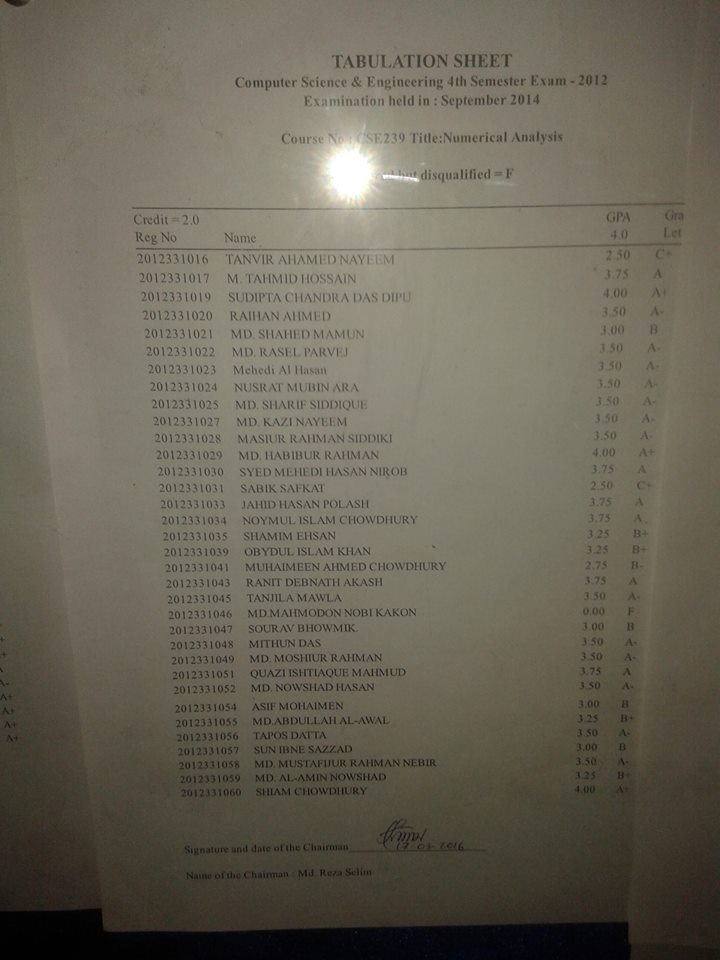 TABULATION SHEET
Computer Science & Engineering 4th Semester Exam - 2012
Examination held in : September 2014
Course No : CSE239 Title:Numerical Analysis
but disqualified = F
Credit = 2.0 GPA Gra
Reg No Name 4.0 Let
2012331016 TANVIR AHAMED NAYEEM 2.50 C+
2012331017 M. TAHMID HOSSAIN 3.75 A
2012331019 SUDIPTA CHANDRA DAS DIPU 4.00 A+
2012331020 RAIHAN AHMED 3.50 A-
2012331021 MD. SHAHED MAMUN 3.00 B
2012331022 MD. RASEL PARVEJ 3.50 A-
2012331023 Mehedi Al Hasan 3.50 A-
2012331024 NUSRAT MUBIN ARA 3.50 A-
2012331025 MD. SHARIF SIDDIQUE 3.50 A-
2012331027 MD. KAZI NAYEEM 3.50 A-
2012331028 MASIUR RAHMAN SIDDIKI 3.50 A-
2012331029 MD. HABIBUR RAHMAN 4.00 A+
2012331030 SYED MEHEDI HASAN NIROB 3.75 A
2012331031 SABIK SAFKAT 2.50 C+
2012331033 JAHID HASAN POLASH 3.75 A
2012331034 NOYMUL ISLAM CHOWDHURY 3.75 A
2012331035 SHAMIM EHSAN 3.25 B+
2012331039 OBYDUL ISLAM KHAN 3.25 B+
2012331041 MUHAIMEEN AHMED CHOWDHURY 2.75 B-
2012331043 RANIT DEBNATH AKASH 3.75 A
2012331045 TANJILA MAWLA 3.50 A-
2012331046 MD.MAHMODON NOBI KAKON 0.00 F
2012331047 SOURAV BHOWMIK 3.00 B
2012331048 MITHUN DAS 3.50 A-
2012331049 MD. MOSHIUR RAHMAN 3.50 A-
2012331051 QUAZI ISHTIAQUE MAHMUD 3.75 A
2012331052 MD. NOWSHAD HASAN 3.50 A-
2012331054 ASIF MOHAIMEN 3.00 B
2012331055 MD.ABDULLAH AL-AWAL 3.25 B+
2012331056 TAPOS DATTA 3.50 A-
2012331057 SUN IBNE SAZZAD 3.00 B
2012331058 MD. MUSTAFIJUR RAHMAN NEBIR 3.50 A-
2012331059 MD. AL-AMIN NOWSHAD 3.25 B+
2012331060 SHIAM CHOWDHURY 4.00 A+
Signature and date of the Chairman 17-02-2016
Name of the Chairman : Md. Reza Selim
A-
A+
A+
A+
A+